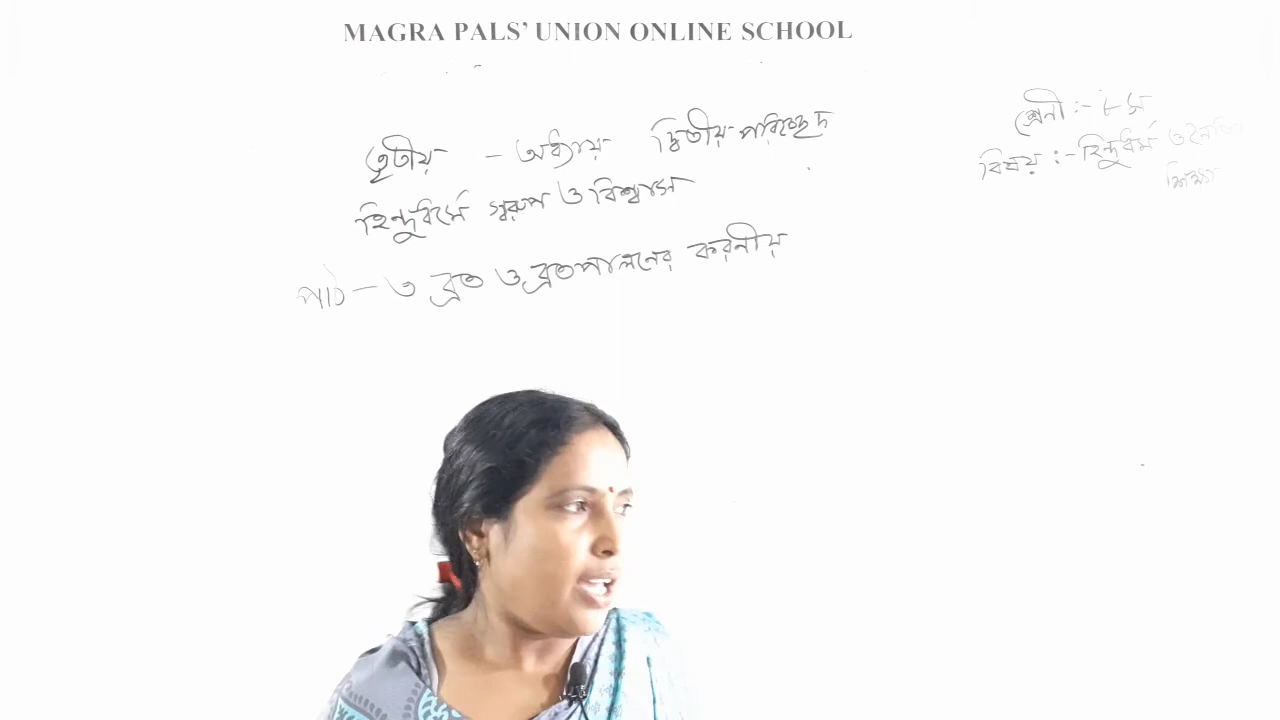 MAGRA PALS' UNION ONLINE SCHOOL
তৃতীয় - অধ্যায় দ্বিতীয় পরিচ্ছেদ
হিন্দুধর্মে স্বরূপ ও বিশ্বাস
পাঠ - ৩ ব্রত ও ব্রতপালনের করনীয়
শ্রেনী :- ৮ম
বিষয় :- হিন্দুধর্ম ও নৈতিক
শিক্ষা